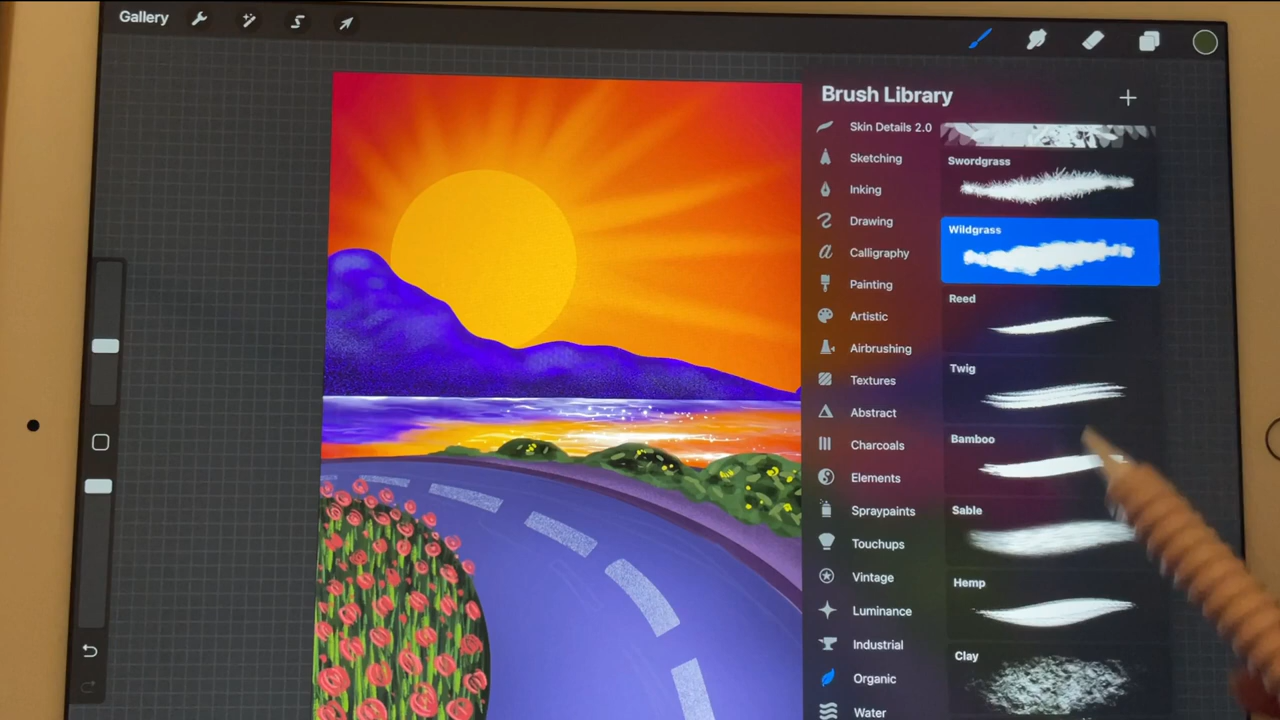 Gallery
Brush Library
Skin Details 2.0
Sketching
Inking
Drawing
Calligraphy
Painting
Artistic
Airbrushing
Textures
Abstract
Charcoals
Elements
Spraypaints
Touchups
Vintage
Luminance
Industrial
Organic
Water
Swordgrass
Wildgrass
Reed
Twig
Bamboo
Sable
Hemp
Clay